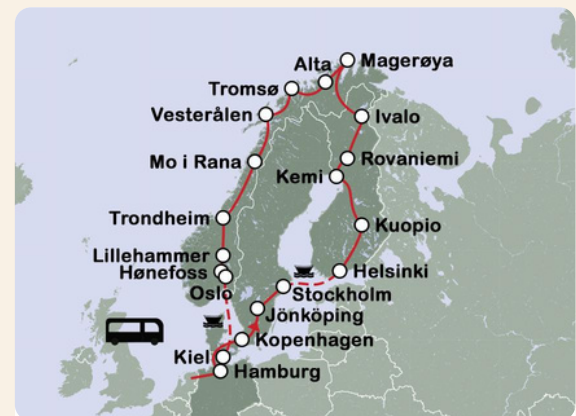 Alta
Magerøya
Tromsø
Vesterålen
Ivalo
Mo i Rana
Rovaniemi
Kemi
Trondheim
Kuopio
Lillehammer
Hønefoss
Helsinki
Oslo
Stockholm
Jönköping
Kopenhagen
Kiel
Hamburg